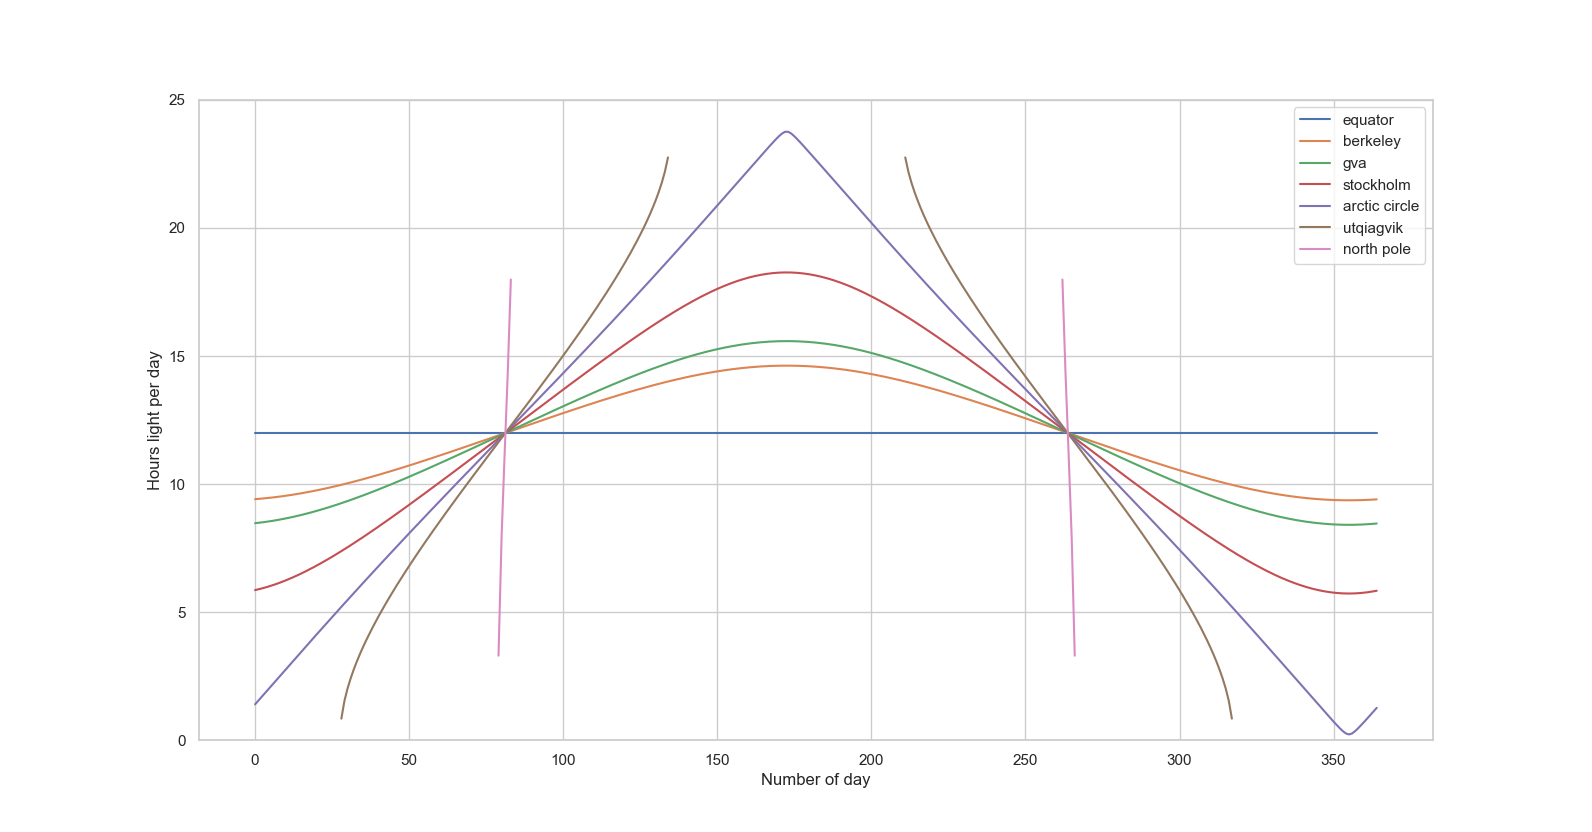 25
20
15
10
5
0
Hours light per day
0 50 100 150 200 250 300 350
Number of day
equator
berkeley
gva
stockholm
arctic circle
utqiagvik
north pole